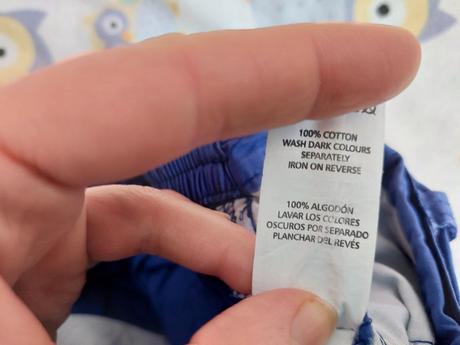 100% COTTON
WASH DARK COLOURS
SEPARATELY
IRON ON REVERSE
100% ALGODÓN
LAVAR LOS COLORES
OSCUROS POR SEPARADO
PLANCHAR DEL REVÉS